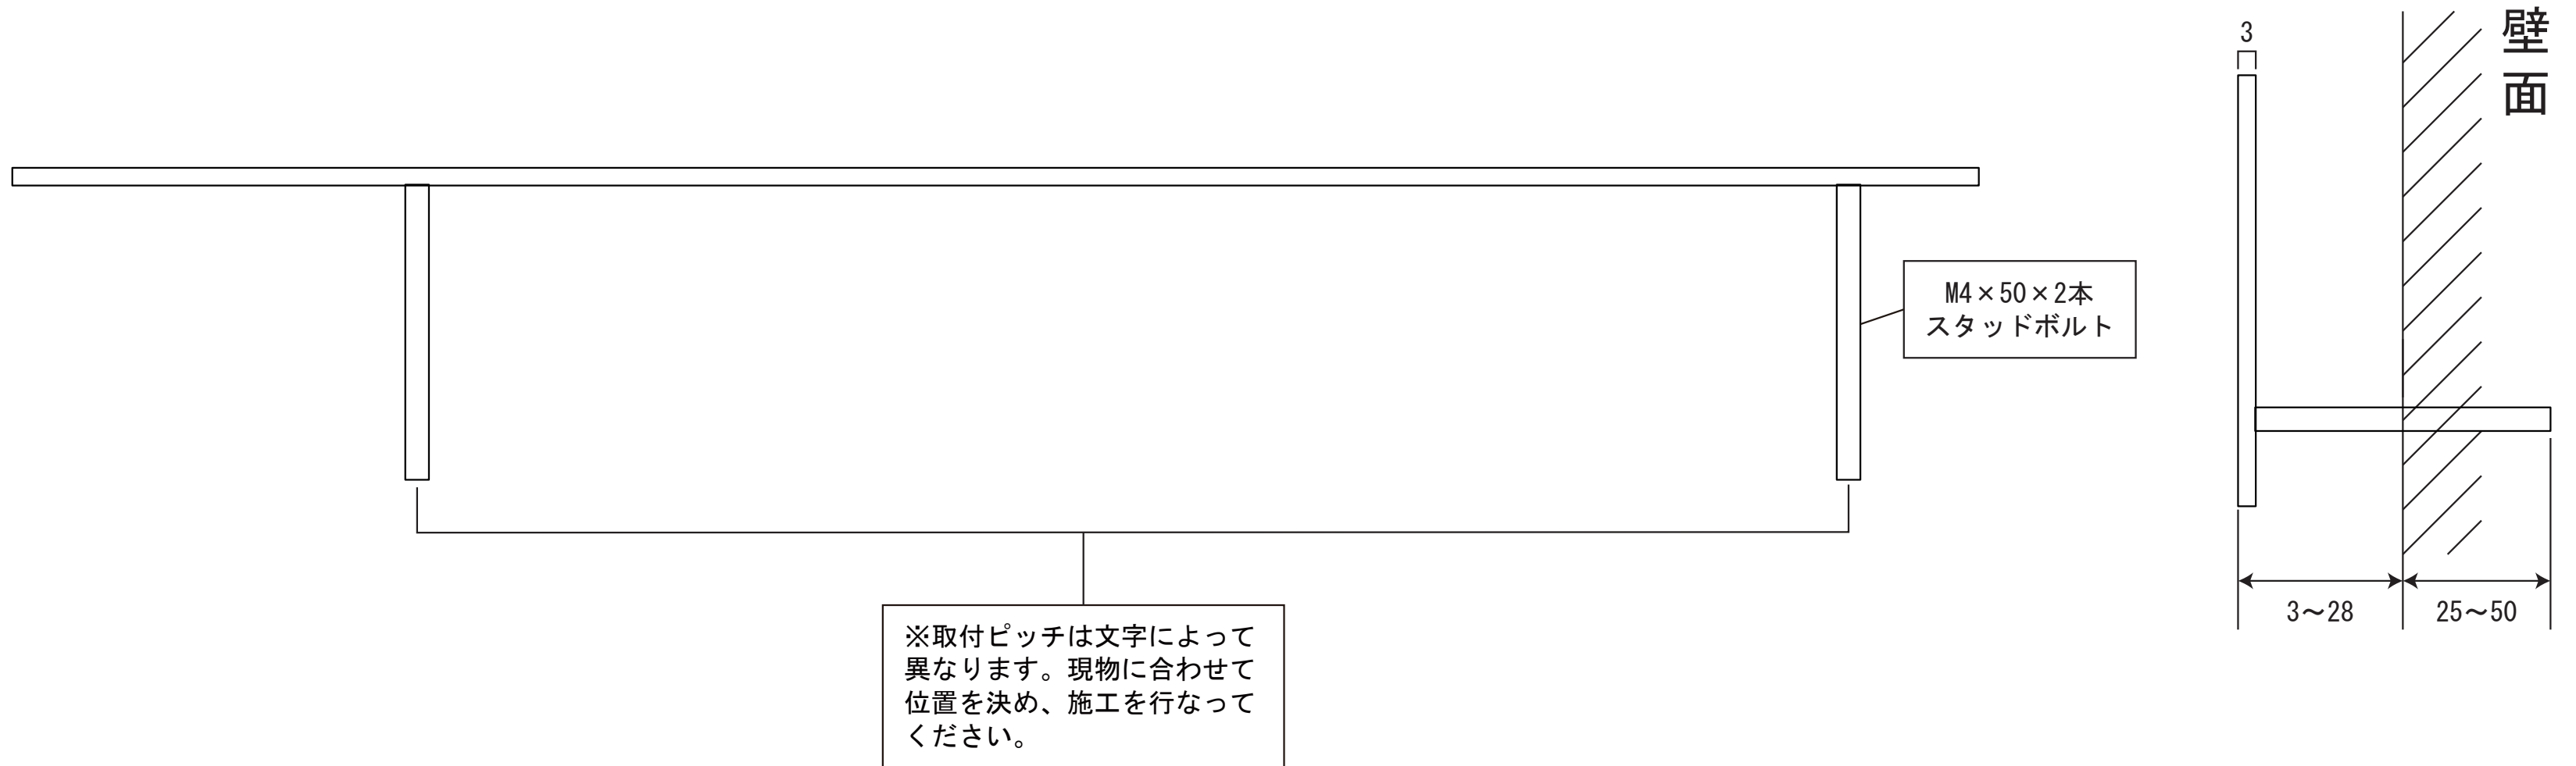 3
壁
面
M4×50×2本
スタッドボルト
3〜28
25〜50
※取付ピッチは文字によって
異なります。現物に合わせて
位置を決め、施工を行なって
ください。